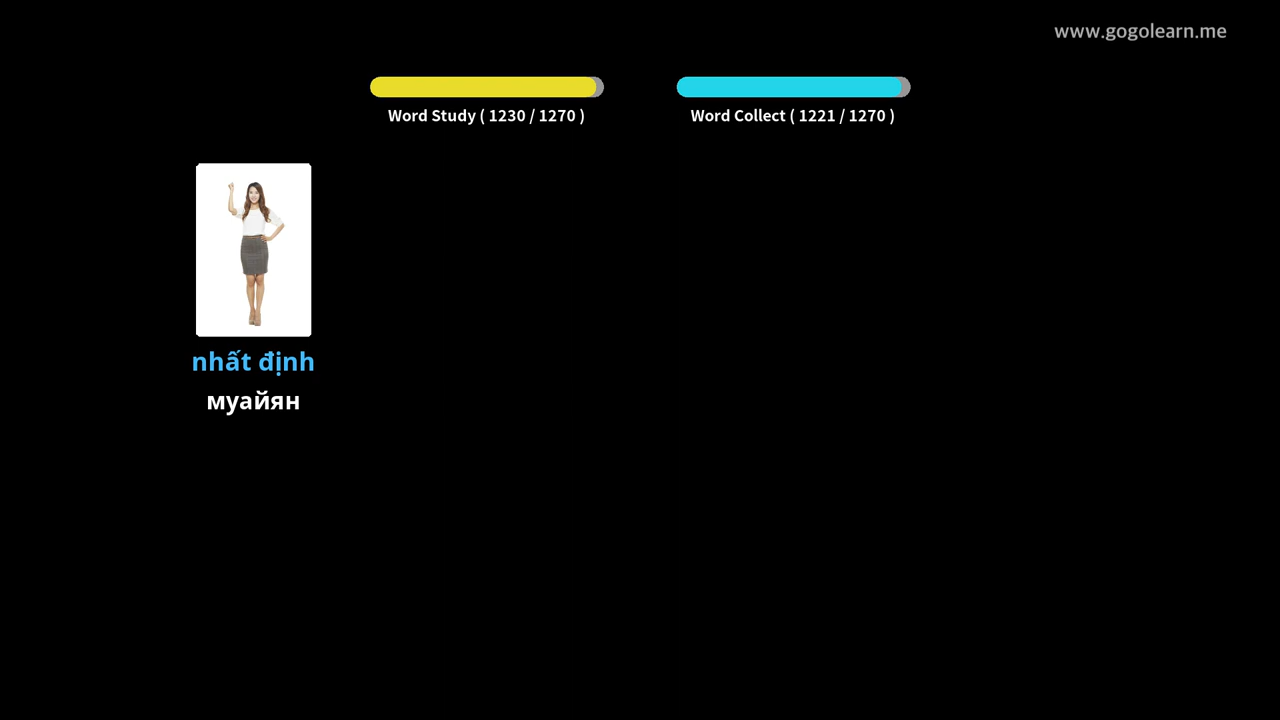 www.gogolearn.me
Word Study ( 1230 / 1270 )
Word Collect ( 1221 / 1270 )
nhất định
муайян